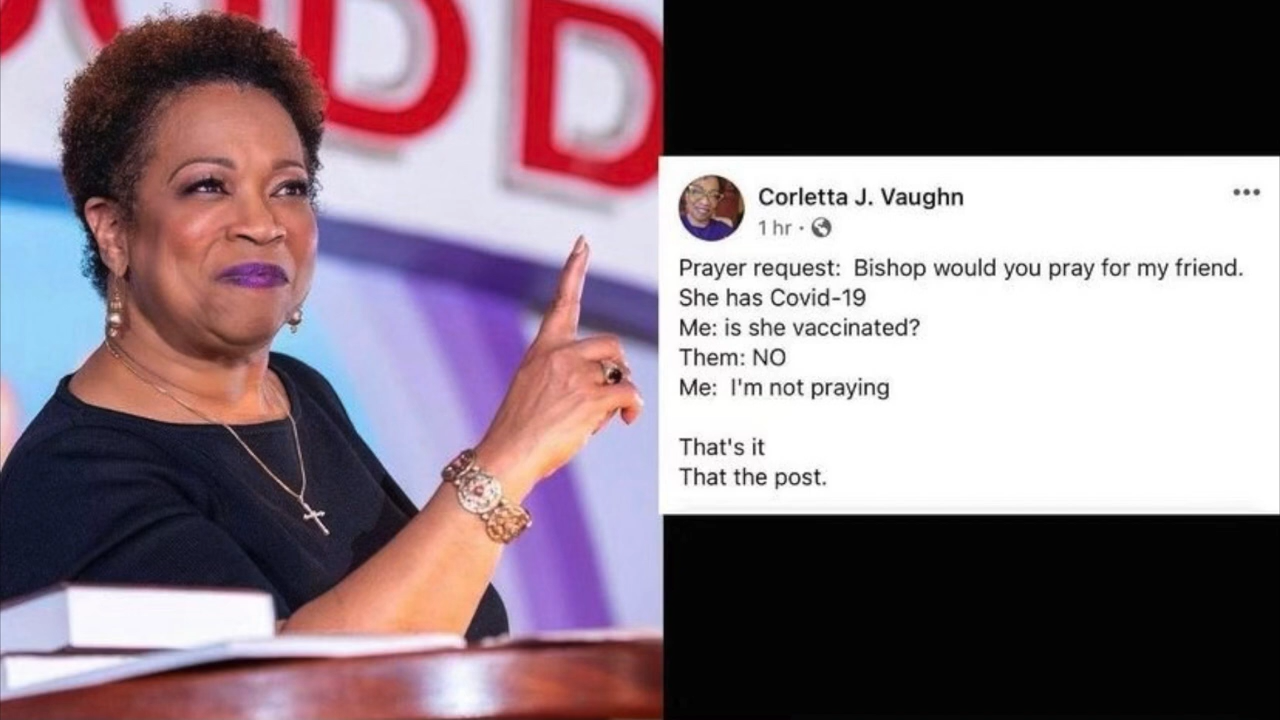 Corletta J. Vaughn
1 hr ·
Prayer request: Bishop would you pray for my friend.
She has Covid-19
Me: is she vaccinated?
Them: NO
Me: I'm not praying
That's it
That the post.